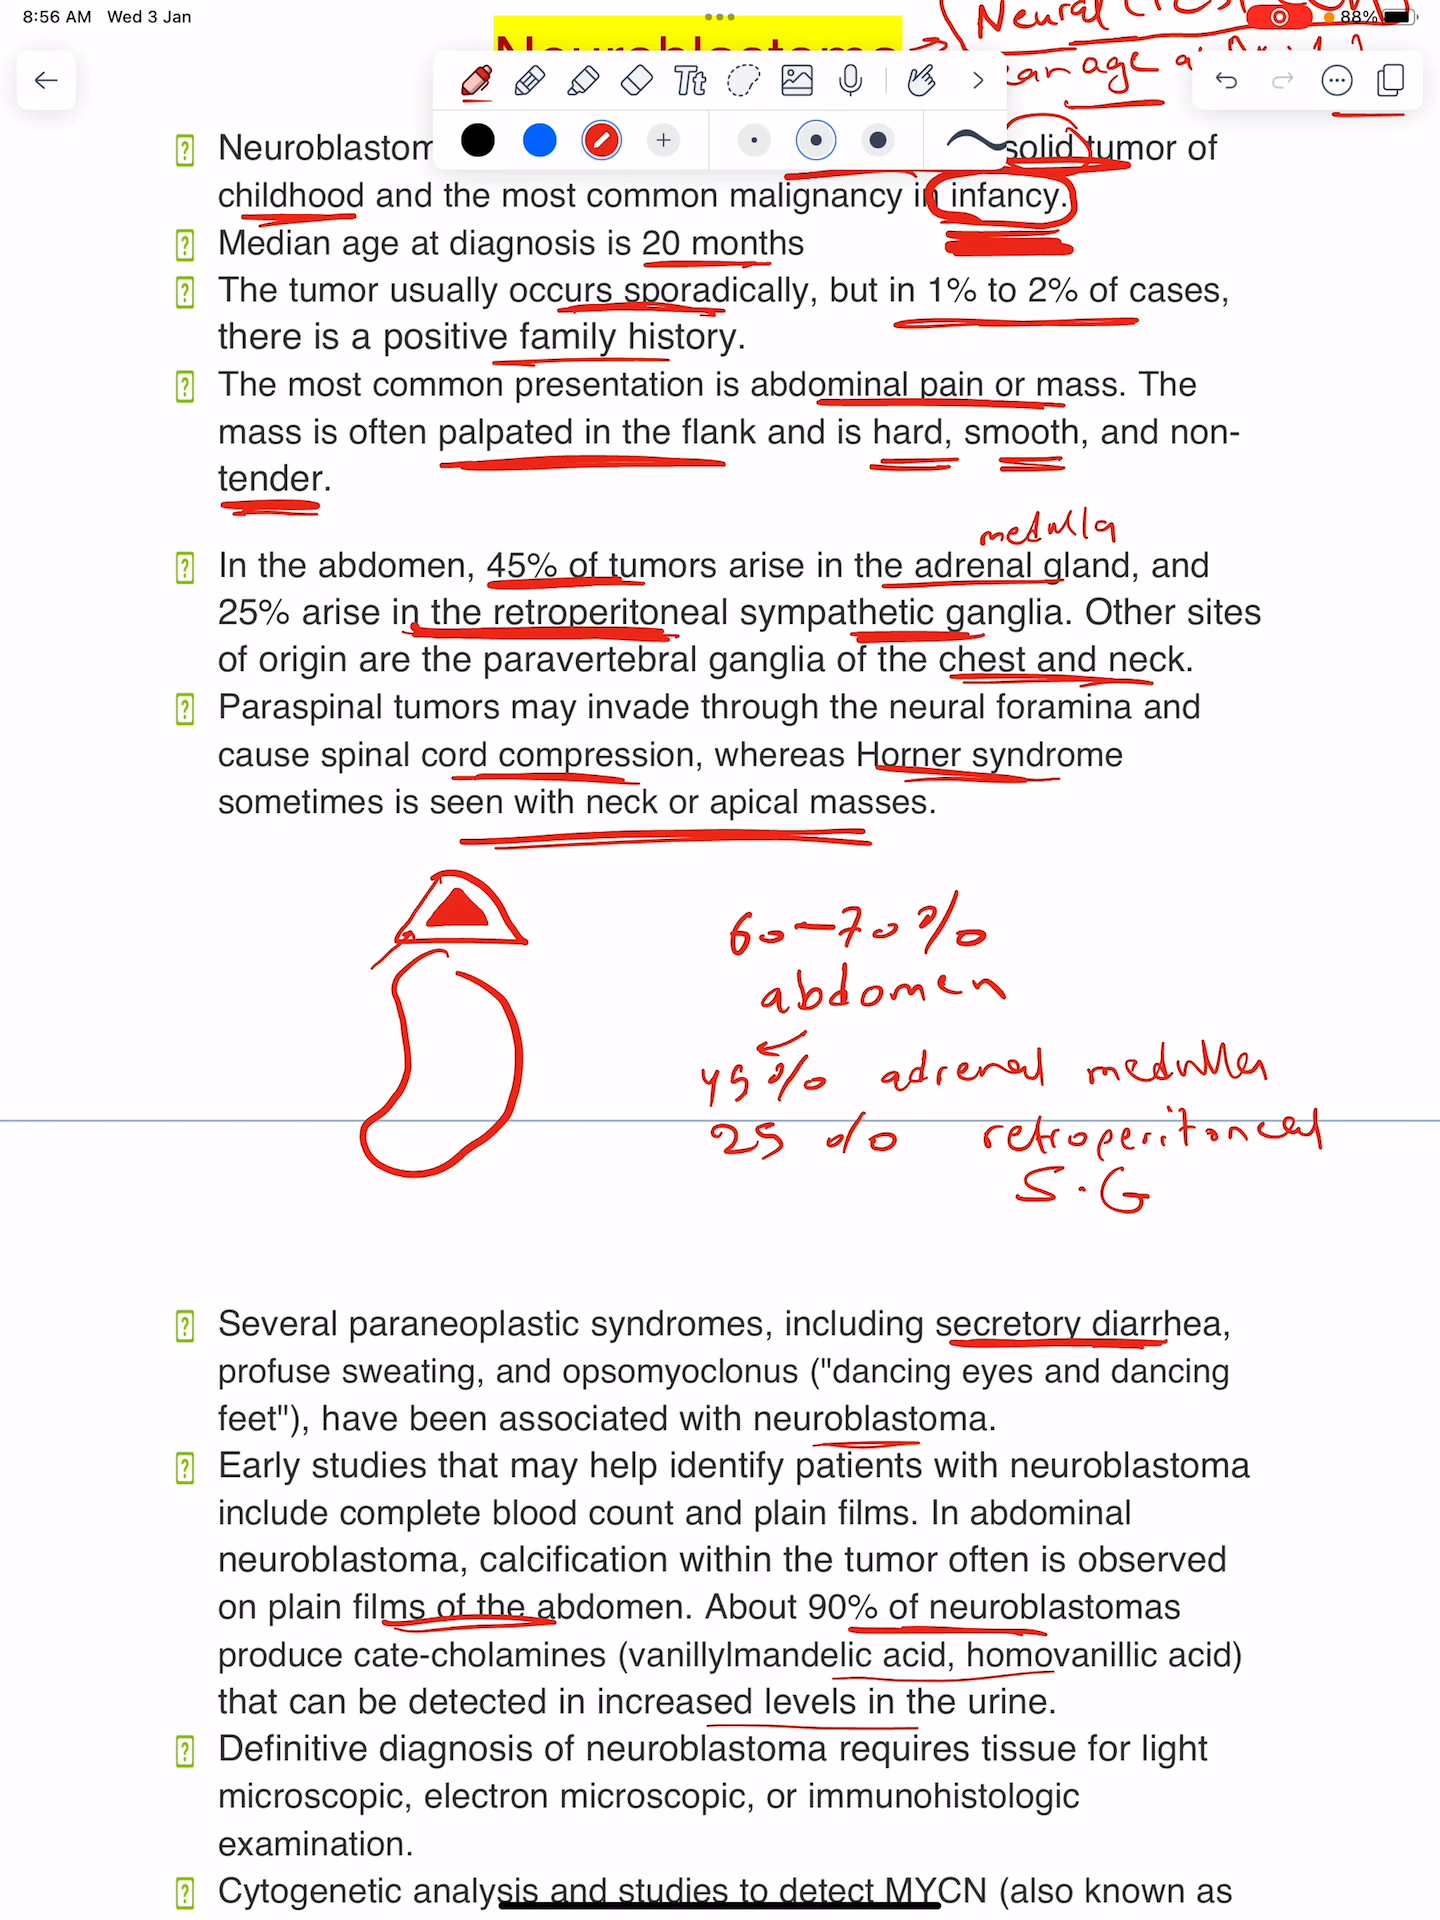 8:56 AM Wed 3 Jan
88%
Neuroblastoma
Neural Crest
mean age
Tt
solid tumor of
childhood and the most common malignancy in infancy.
Median age at diagnosis is 20 months
The tumor usually occurs sporadically, but in 1% to 2% of cases,
there is a positive family history.
The most common presentation is abdominal pain or mass. The
mass is often palpated in the flank and is hard, smooth, and non-
tender.
medulla
In the abdomen, 45% of tumors arise in the adrenal gland, and
25% arise in the retroperitoneal sympathetic ganglia. Other sites
of origin are the paravertebral ganglia of the chest and neck.
Paraspinal tumors may invade through the neural foramina and
cause spinal cord compression, whereas Horner syndrome
sometimes is seen with neck or apical masses.
60-70%
abdomen
45% adrenal medulla
25 % retroperitoneal
S.G
Several paraneoplastic syndromes, including secretory diarrhea,
profuse sweating, and opsomyoclonus ("dancing eyes and dancing
feet"), have been associated with neuroblastoma.
Early studies that may help identify patients with neuroblastoma
include complete blood count and plain films. In abdominal
neuroblastoma, calcification within the tumor often is observed
on plain films of the abdomen. About 90% of neuroblastomas
produce cate-cholamines (vanillylmandelic acid, homovanillic acid)
that can be detected in increased levels in the urine.
Definitive diagnosis of neuroblastoma requires tissue for light
microscopic, electron microscopic, or immunohistologic
examination.
Cytogenetic analysis and studies to detect MYCN (also known as